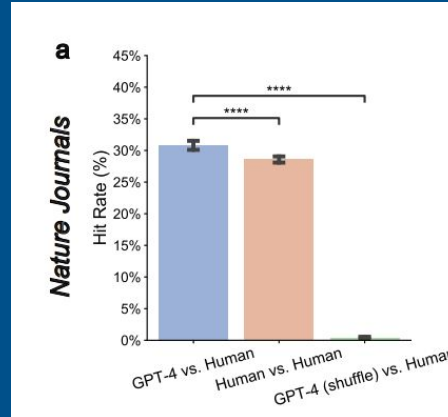 a
Nature Journals
Hit Rate (%)
45%
40%
35%
30%
25%
20%
15%
10%
5%
0%
****
****
GPT-4 vs. Human
Human vs. Human
GPT-4 (shuffle) vs. Human